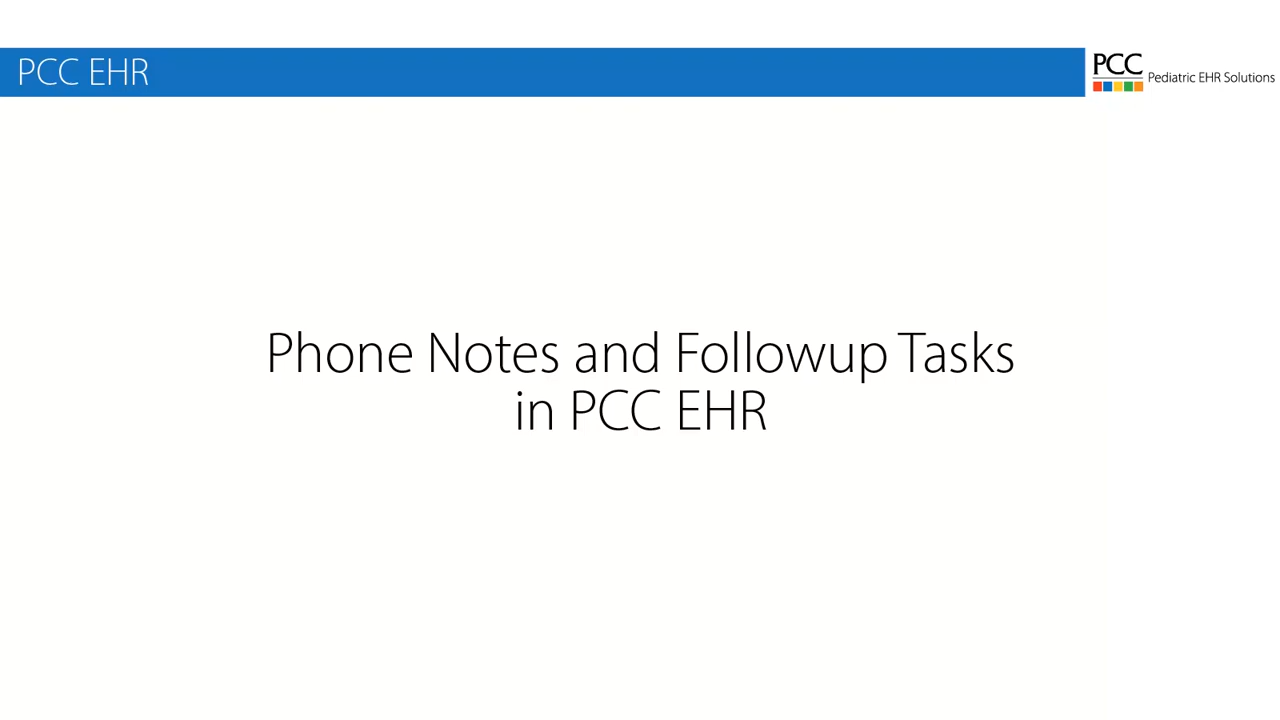 PCC EHR
PCC
Pediatric EHR Solutions
Phone Notes and Followup Tasks
in PCC EHR